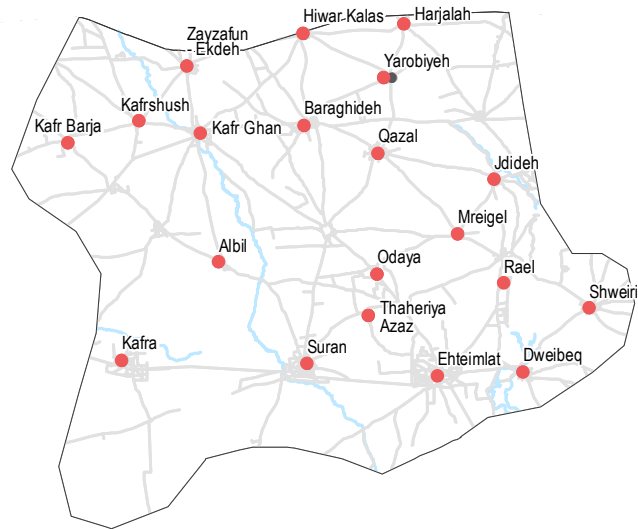 Hiwar Kalas
Harjalah
Zayzafun
Ekdeh
Yarobiyeh
Kafrshush
Baraghideh
Kafr Barja
Kafr Ghan
Qazal
Jdideh
Mreigel
Albil
Odaya
Rael
Shweiri
Thaheriya
Azaz
Kafra
Suran
Ehteimlat
Dweibeq